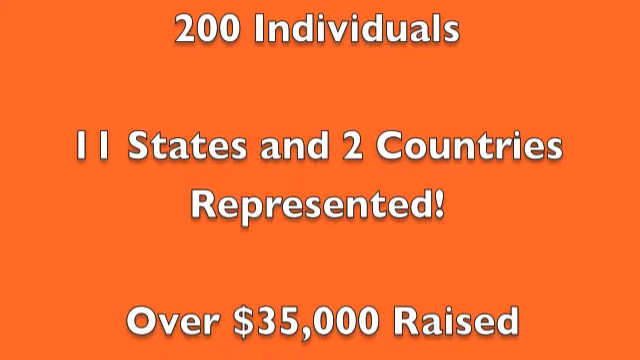 200 Individuals
11 States and 2 Countries
Represented!
Over $35,000 Raised